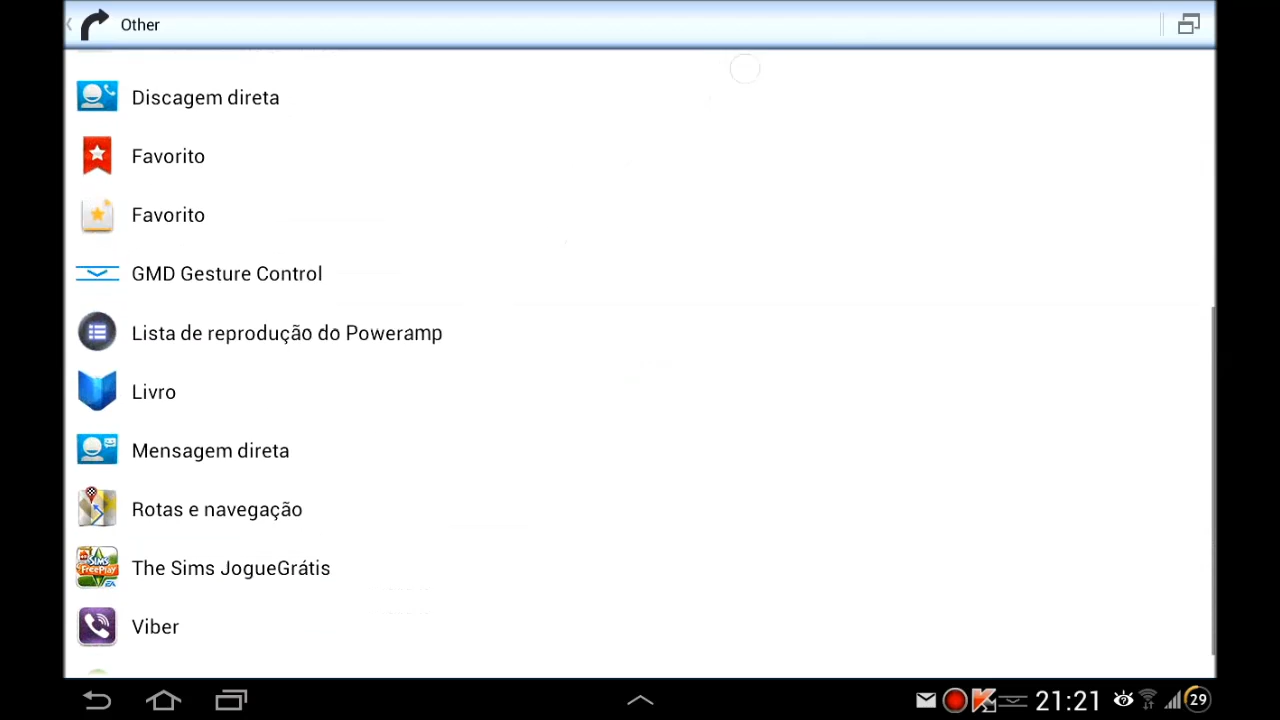 Other
Discagem direta
Favorito
Favorito
GMD Gesture Control
Lista de reprodução do Poweramp
Livro
Mensagem direta
Rotas e navegação
The Sims JogueGrátis
Viber
21:21 29